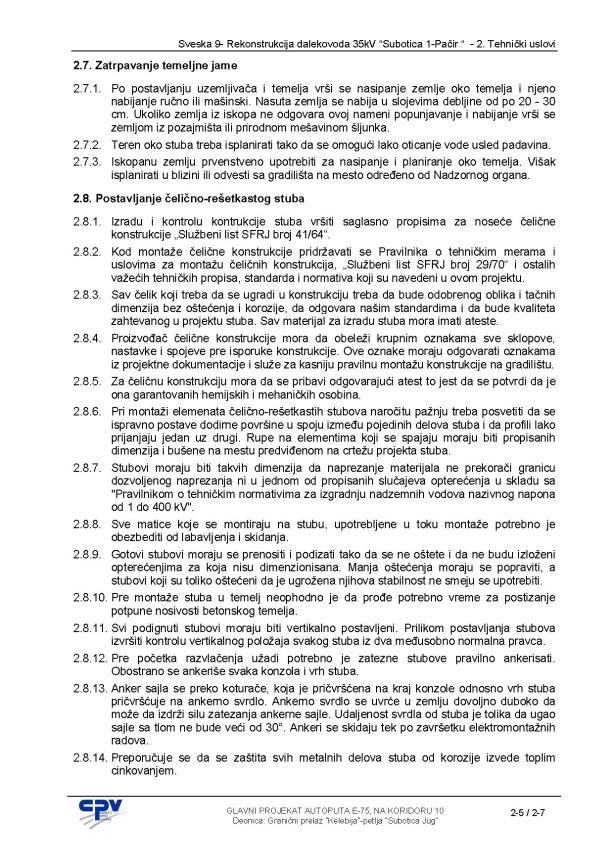 Sveska 9- Rekonstrukcija dalekovoda 35kV "Subotica 1-Pačir " - 2. Tehnički uslovi
2.7. Zatrpavanje temeljne jame
2.7.1. Po postavljanju uzemljivača i temelja vrši se nasipanje zemlje oko temelja i njeno
nabijanje ručno ili mašinski. Nasuta zemlja se nabija u slojevima debljine od po 20 - 30
cm. Ukoliko zemlja iz iskopa ne odgovara ovoj nameni popunjavanje i nabijanje vrši se
zemljom iz pozajmišta ili prirodnom mešavinom šljunka.
2.7.2. Teren oko stuba treba isplanirati tako da se omogući lako oticanje vode usled padavina.
2.7.3. Iskopanu zemlju prvenstveno upotrebiti za nasipanje i planiranje oko temelja. Višak
isplanirati u blizini ili odvesti sa gradilišta na mesto određeno od Nadzornog organa.
2.8. Postavljanje čelično-rešetkastog stuba
2.8.1. Izradu i kontrolu kontrukcije stuba vršiti saglasno propisima za noseće čelične
konstrukcije „Službeni list SFRJ broj 41/64“.
2.8.2. Kod montaže čelične konstrukcije pridržavati se Pravilnika o tehničkim merama i
uslovima za montažu čeličnih konstrukcija, „Službeni list SFRJ broj 29/70“ i ostalih
važećih tehničkih propisa, standarda i normativa koji su navedeni u ovom projektu.
2.8.3. Sav čelik koji treba da se ugradi u konstrukciju treba da bude odobrenog oblika i tačnih
dimenzija bez oštećenja i korozije, da odgovara našim standardima i da bude kvaliteta
zahtevanog u projektu stuba. Sav materijal za izradu stuba mora imati ateste.
2.8.4. Proizvođač čelične konstrukcije mora da obeleži krupnim oznakama sve sklopove,
nastavke i spojeve pre isporuke konstrukcije. Ove oznake moraju odgovarati oznakama
iz projektne dokumentacije i služe za kasniju pravilnu montažu konstrukcije na gradilištu.
2.8.5. Za čeličnu konstrukciju mora da se pribavi odgovarajući atest to jest da se potvrdi da je
ona garantovanih hemijskih i mehaničkih osobina.
2.8.6. Pri montaži elemenata čelično-rešetkastih stubova naročitu pažnju treba posvetiti da se
ispravno postave dodirne površine u spoju između pojedinih delova stuba i da profili lako
prijanjaju jedan uz drugi. Rupe na elementima koji se spajaju moraju biti propisanih
dimenzija i bušene na mestu predviđenom na crtežu projekta stuba.
2.8.7. Stubovi moraju biti takvih dimenzija da naprezanje materijala ne prekorači granicu
dozvoljenog naprezanja ni u jednom od propisanih slučajeva opterećenja u skladu sa
"Pravilnikom o tehničkim normativima za izgradnju nadzemnih vodova nazivnog napona
od 1 do 400 kV".
2.8.8. Sve matice koje se montiraju na stubu, upotrebljene u toku montaže potrebno je
obezbediti od labavljenja i skidanja.
2.8.9. Gotovi stubovi moraju se prenositi i podizati tako da se ne oštete i da ne budu izloženi
opterećenjima za koja nisu dimenzionisana. Manja oštećenja moraju se popraviti, a
stubovi koji su toliko oštećeni da je ugrožena njihova stabilnost ne smeju se upotrebiti.
2.8.10. Pre montaže stuba u temelj neophodno je da prođe potrebno vreme za postizanje
potpune nosivosti betonskog temelja.
2.8.11. Svi podignuti stubovi moraju biti vertikalno postavljeni. Prilikom postavljanja stubova
izvršiti kontrolu vertikalnog položaja svakog stuba iz dva međusobno normalna pravca.
2.8.12. Pre početka razvlačenja užadi potrebno je zatezne stubove pravilno ankerisati.
Obostrano se ankeriše svaka konzola i vrh stuba.
2.8.13. Anker sajla se preko koturače, koja je pričvršćena na kraj konzole odnosno vrh stuba
pričvršćuje na ankerno svrdlo. Ankerno svrdlo se uvrće u zemlju dovoljno duboko da
može da izdrži silu zatezanja ankerne sajle. Udaljenost svrdla od stuba je tolika da ugao
sajle sa tlom ne bude veći od 30°. Ankeri se skidaju tek po završetku elektromontažnih
radova.
2.8.14. Preporučuje se da se zaštita svih metalnih delova stuba od korozije izvede toplim
cinkovanjem.
CPV
GLAVNI PROJEKAT AUTOPUTA E-75, NA KORIDORU 10
Deonica: Granični prelaz "Kelebija"-petlja "Subotica Jug"
2-5 / 2-7